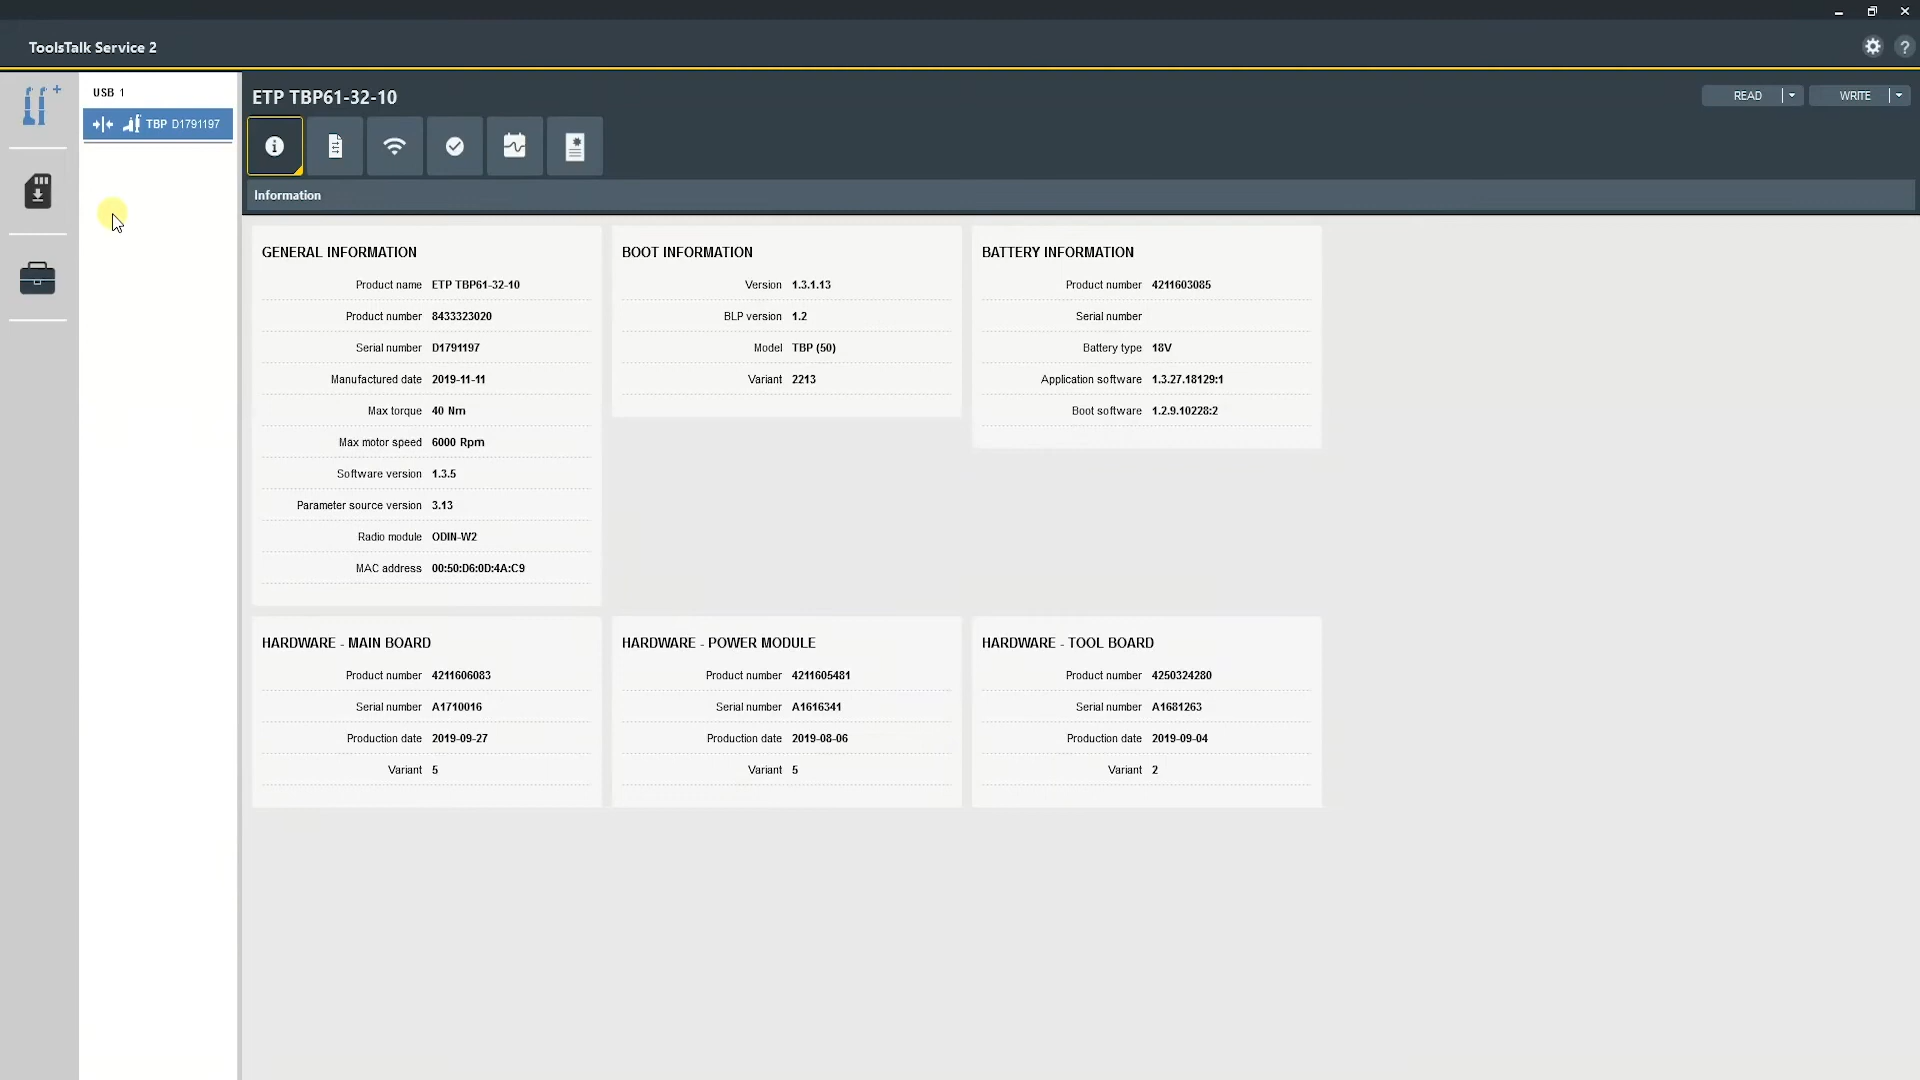 ToolsTalk Service 2
?
USB 1
TBP D1791197
ETP TBP61-32-10
READ
WRITE
Information
GENERAL INFORMATION
Product name ETP TBP61-32-10
Product number 8433323020
Serial number D1791197
Manufactured date 2019-11-11
Max torque 40 Nm
Max motor speed 6000 Rpm
Software version 1.3.5
Parameter source version 3.13
Radio module ODIN-W2
MAC address 00:50:D6:0D:4A:C9
BOOT INFORMATION
Version 1.3.1.13
BLP version 1.2
Model TBP (50)
Variant 2213
BATTERY INFORMATION
Product number 4211603085
Serial number
Battery type 18V
Application software 1.3.27.18129:1
Boot software 1.2.9.10228:2
HARDWARE - MAIN BOARD
Product number 4211606083
Serial number A1710016
Production date 2019-09-27
Variant 5
HARDWARE - POWER MODULE
Product number 4211605481
Serial number A1616341
Production date 2019-08-06
Variant 5
HARDWARE - TOOL BOARD
Product number 4250324280
Serial number A1681263
Production date 2019-09-04
Variant 2